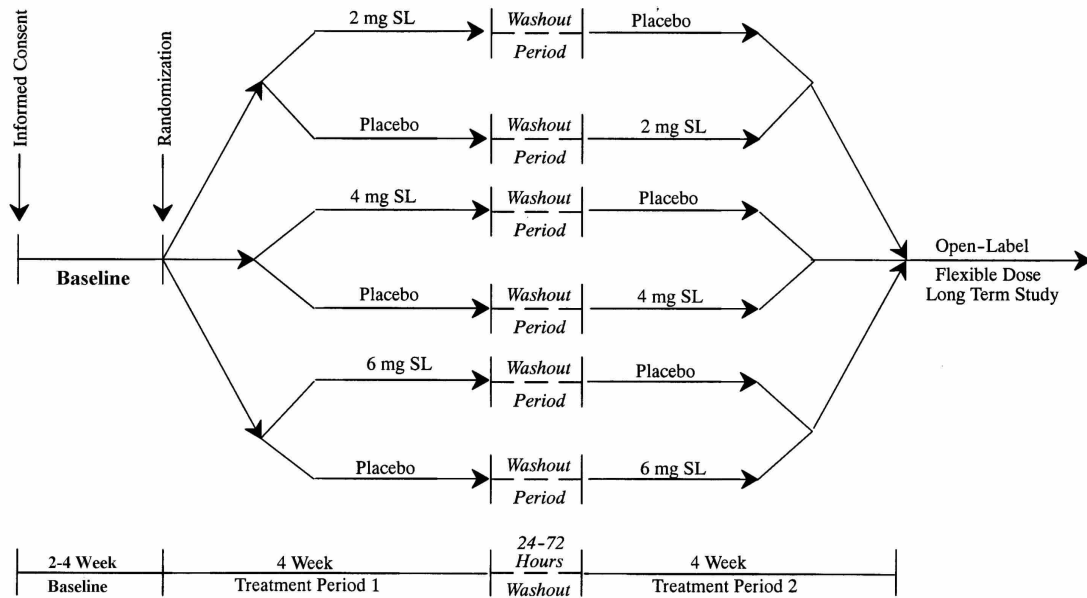 Informed Consent
Randomization
2 mg SL
Washout
Period
Placebo
Placebo
Washout
Period
2 mg SL
4 mg SL
Washout
Period
Placebo
Baseline
Open-Label
Flexible Dose
Long Term Study
Placebo
Washout
Period
4 mg SL
6 mg SL
Washout
Period
Placebo
Placebo
Washout
Period
6 mg SL
2-4 Week
Baseline
4 Week
Treatment Period 1
24-72
Hours
Washout
4 Week
Treatment Period 2